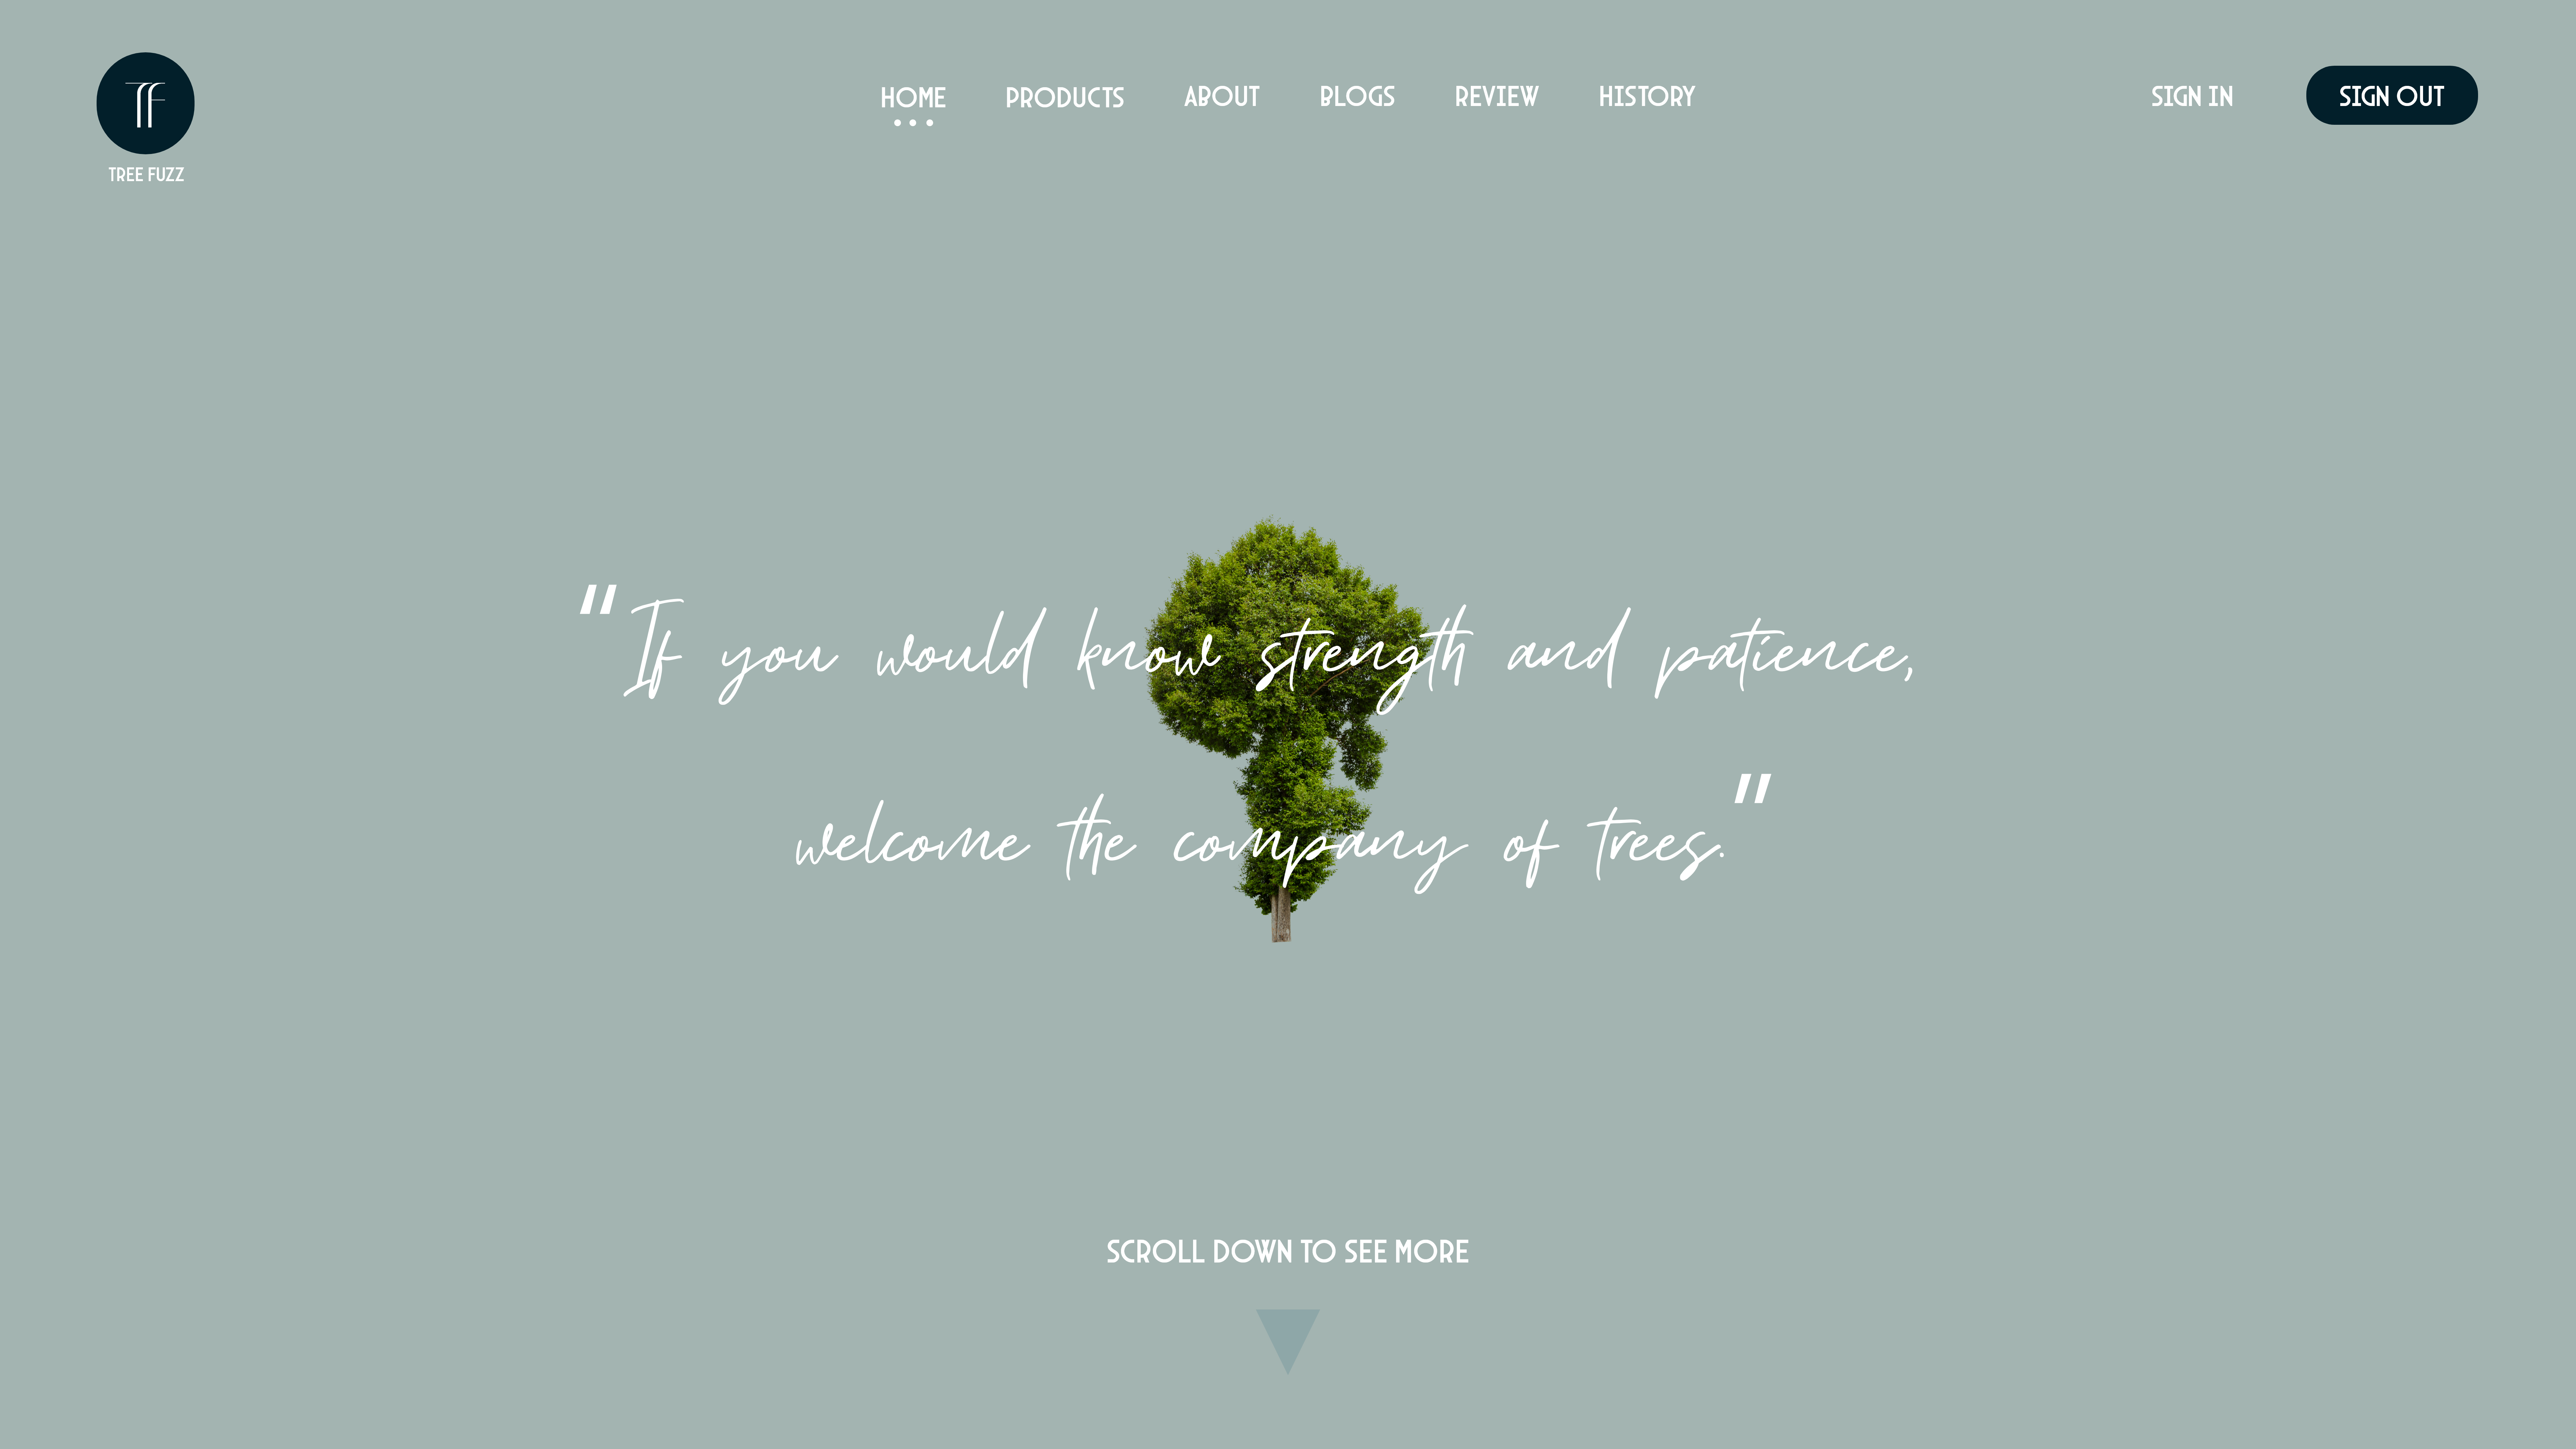 TF
TREE FUZZ
HOME PRODUCTS ABOUT BLOGS REVIEW HISTORY SIGN IN SIGN OUT
"If you would know strength and patience,
welcome the company of trees."
SCROLL DOWN TO SEE MORE